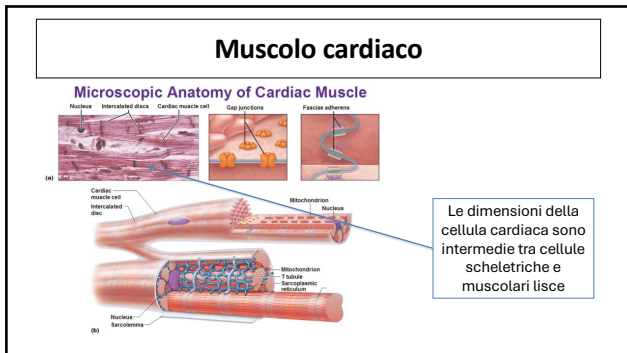 Muscolo cardiaco
Microscopic Anatomy of Cardiac Muscle
Nucleus
Intercalated discs
Cardiac muscle cell
Gap junctions
Fasciae adherens
(a)
Cardiac
muscle cell
Intercalated
disc
Mitochondrion
Nucleus
Mitochondrion
T tubule
Sarcoplasmic
reticulum
Nucleus
Sarcolemma
(b)
Le dimensioni della
cellula cardiaca sono
intermedie tra cellule
scheletriche e
muscolari lisce